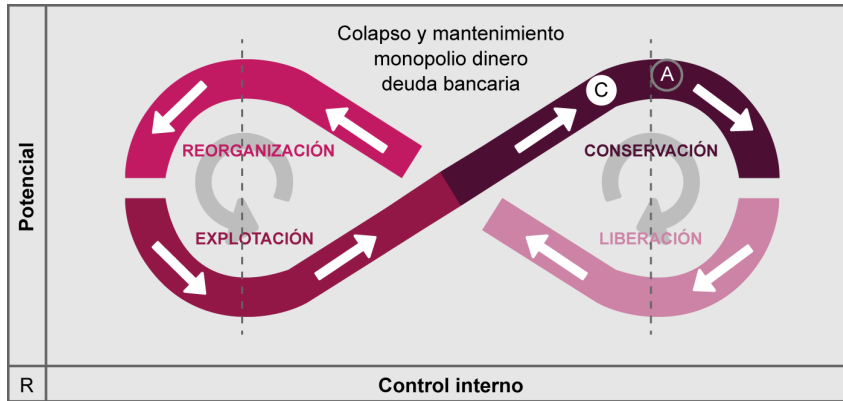 Colapso y mantenimiento
monopolio dinero
deuda bancaria
C
A
REORGANIZACIÓN
CONSERVACIÓN
EXPLOTACIÓN
LIBERACIÓN
Potencial
R
Control interno